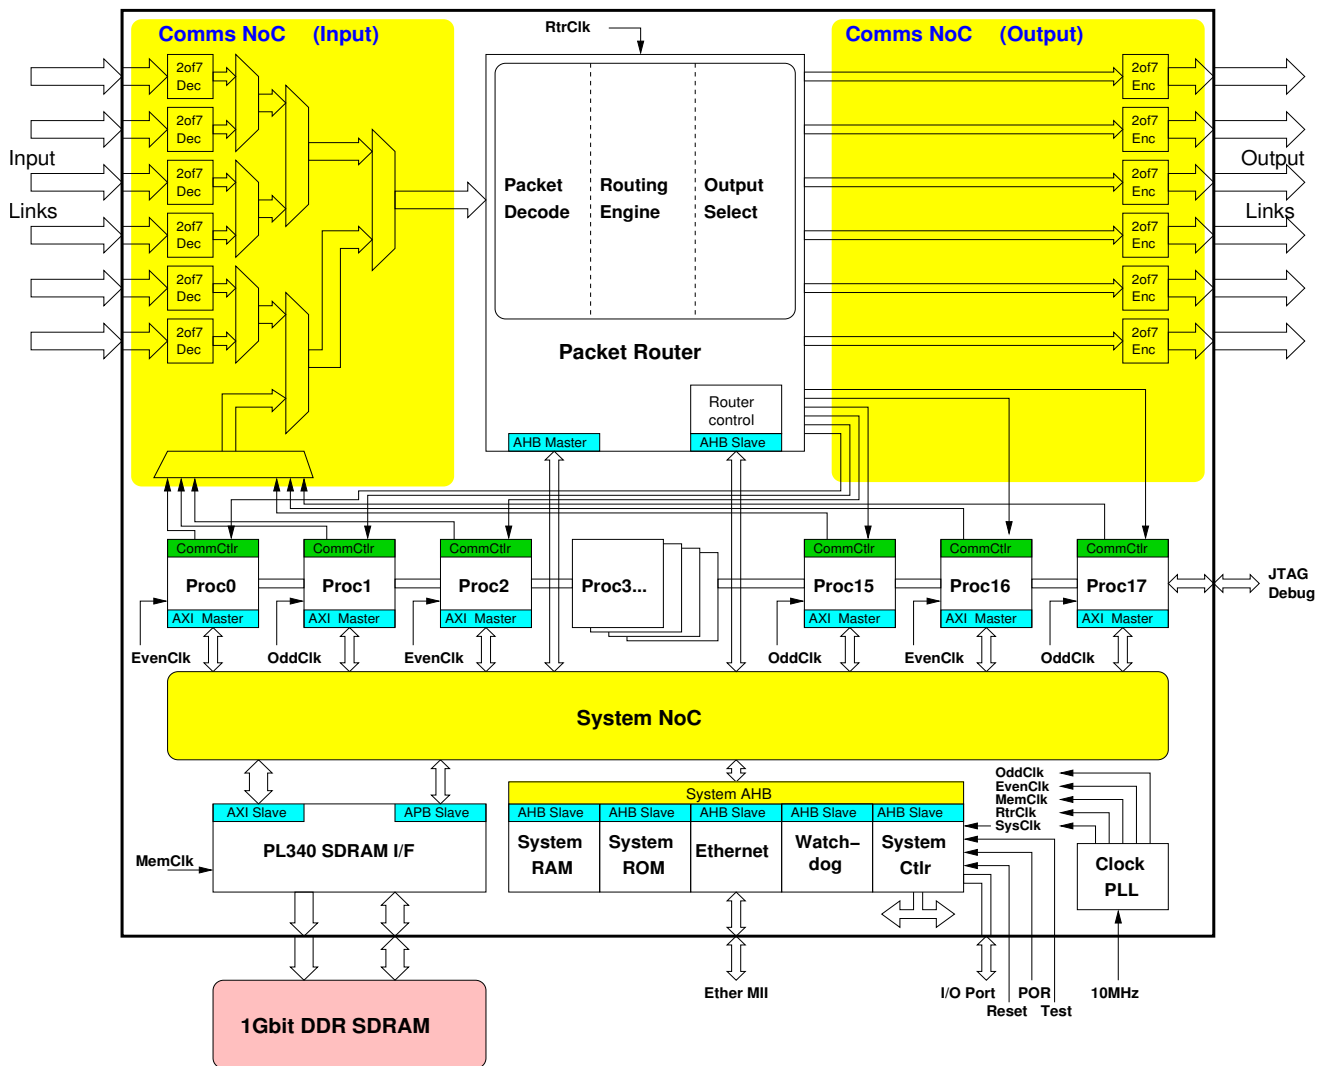 RtrClk
Comms NoC (Input)
Comms NoC (Output)
2of7
Dec
2of7
Dec
2of7
Dec
2of7
Dec
2of7
Dec
2of7
Dec
Input
Links
Packet
Decode
Routing
Engine
Output
Select
Packet Router
Router
control
AHB Master
AHB Slave
2of7
Enc
2of7
Enc
2of7
Enc
2of7
Enc
2of7
Enc
2of7
Enc
Output
Links
CommCtlr
Proc0
AXI Master
CommCtlr
Proc1
AXI Master
CommCtlr
Proc2
AXI Master
Proc3...
CommCtlr
Proc15
AXI Master
CommCtlr
Proc16
AXI Master
CommCtlr
Proc17
AXI Master
JTAG
Debug
EvenClk
OddClk
EvenClk
OddClk
EvenClk
OddClk
System NoC
AXI Slave
APB Slave
PL340 SDRAM I/F
MemClk
System AHB
AHB Slave
System
RAM
AHB Slave
System
ROM
AHB Slave
Ethernet
AHB Slave
Watch–
dog
AHB Slave
System
Ctlr
OddClk
EvenClk
MemClk
RtrClk
SysClk
Clock
PLL
1Gbit DDR SDRAM
Ether MII
I/O Port
POR
Reset
Test
10MHz